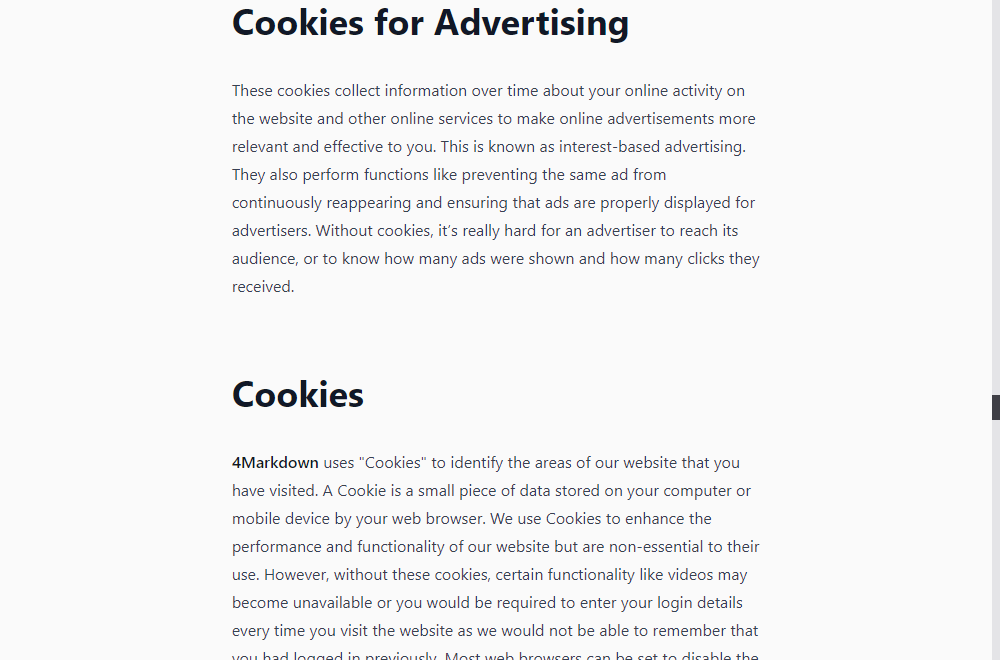 Cookies for Advertising
These cookies collect information over time about your online activity on
the website and other online services to make online advertisements more
relevant and effective to you. This is known as interest-based advertising.
They also perform functions like preventing the same ad from
continuously reappearing and ensuring that ads are properly displayed for
advertisers. Without cookies, it’s really hard for an advertiser to reach its
audience, or to know how many ads were shown and how many clicks they
received.
Cookies
4Markdown uses "Cookies" to identify the areas of our website that you
have visited. A Cookie is a small piece of data stored on your computer or
mobile device by your web browser. We use Cookies to enhance the
performance and functionality of our website but are non-essential to their
use. However, without these cookies, certain functionality like videos may
become unavailable or you would be required to enter your login details
every time you visit the website as we would not be able to remember that
you had logged in previously. Most web browsers can be set to disable the